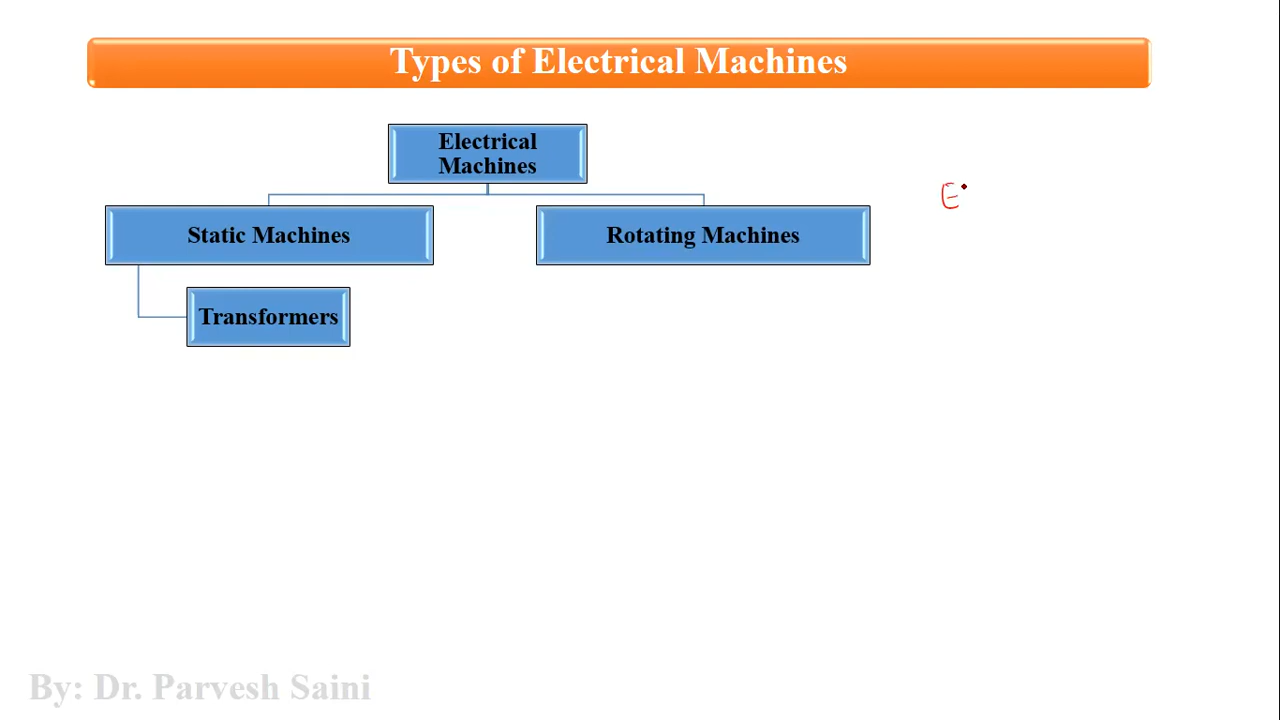 Types of Electrical Machines
Electrical
Machines
Static Machines
Rotating Machines
E
Transformers
By: Dr. Parvesh Saini